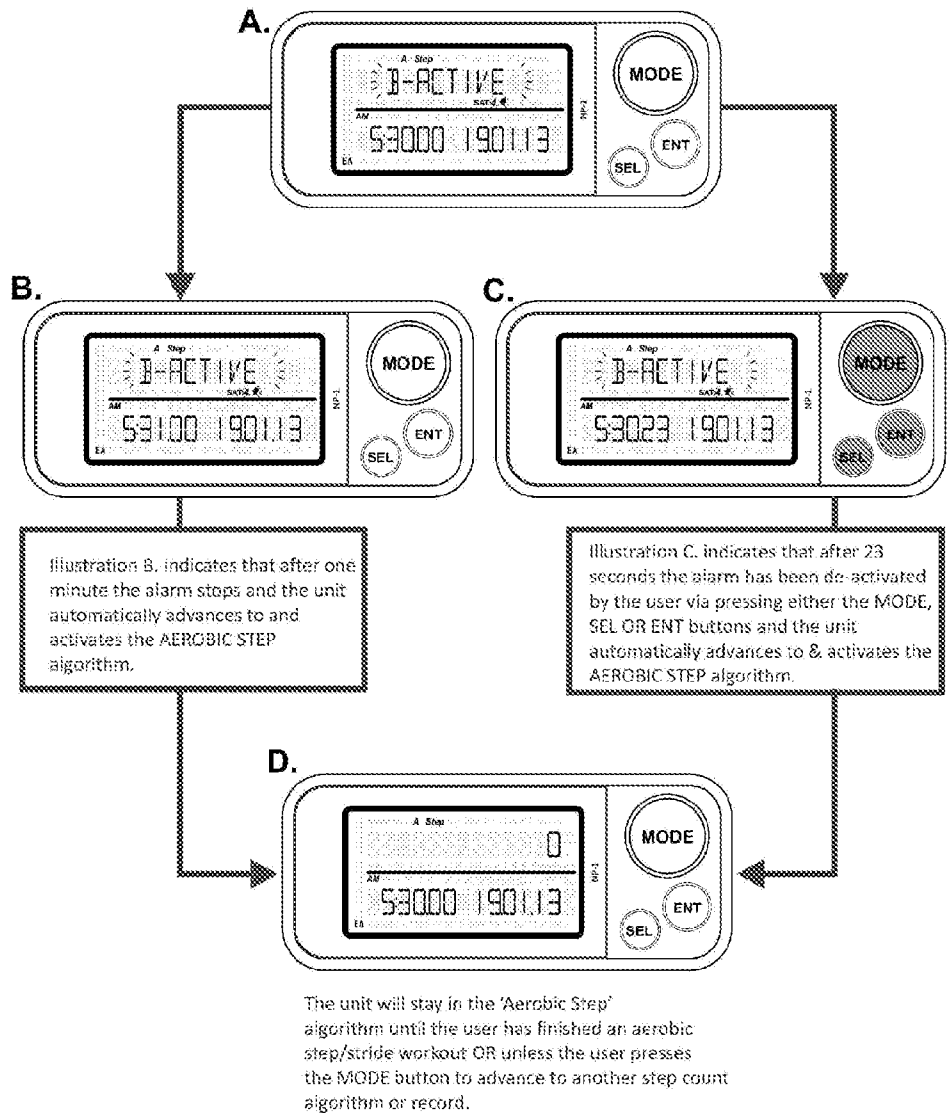 A.
A Step
B-ACTIVE
SAT
AM
5:30.00 19.01.13
EA
NP-1
MODE
ENT
SEL
B.
A Step
B-ACTIVE
SAT
AM
5:31.00 19.01.13
EA
NP-1
MODE
ENT
SEL
C.
A Step
B-ACTIVE
SAT
AM
5:30.23 19.01.13
EA
NP-1
MODE
ENT
SEL
Illustration B. indicates that after one
minute the alarm stops and the unit
automatically advances to and
activates the AEROBIC STEP
algorithm.
Illustration C. indicates that after 23
seconds the alarm has been de-activated
by the user via pressing either the MODE,
SEL OR ENT buttons and the unit
automatically advances to & activates the
AEROBIC STEP algorithm.
D.
A Step
0
AM
5:30.00 19.01.13
EA
NP-1
MODE
ENT
SEL
The unit will stay in the 'Aerobic Step'
algorithm until the user has finished an aerobic
step/stride workout OR unless the user presses
the MODE button to advance to another step count
algorithm or record.